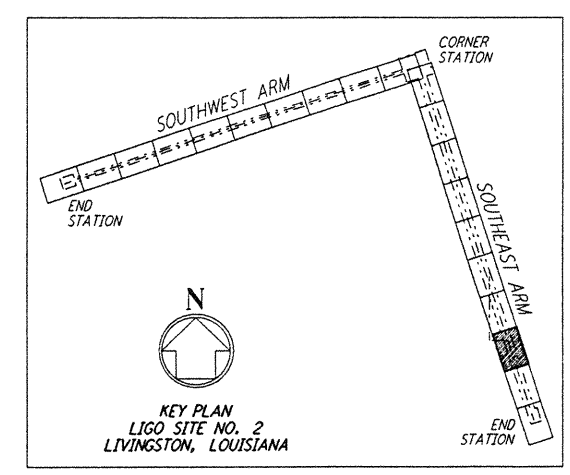 CORNER
STATION
SOUTHWEST ARM
END
STATION
SOUTHEAST ARM
N
KEY PLAN
LIGO SITE NO. 2
LIVINGSTON, LOUISIANA
END
STATION